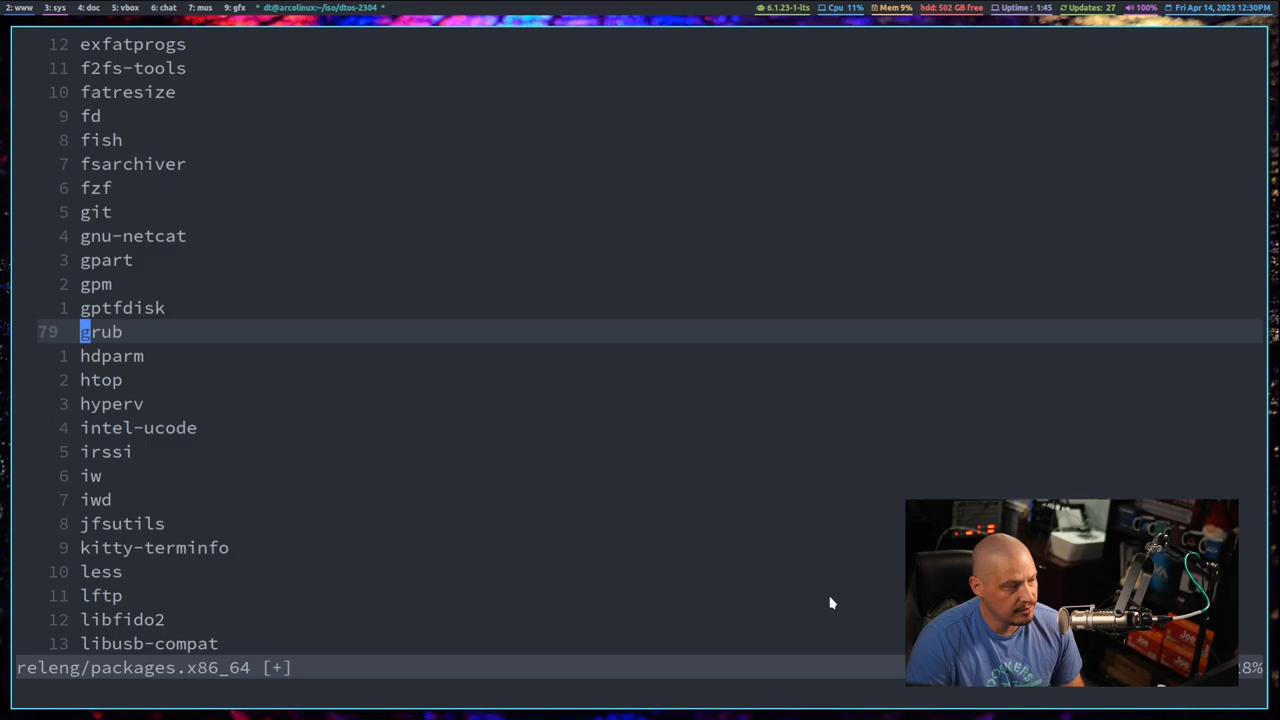 2: www 3: sys 4: doc 5: vbox 6: chat 7: mus 9: gfx * dt@arcolinux:~/iso/dtos-2304 * 6.1.23-1-lts Cpu 11% Mem 9% hdd: 502 GB free Uptime : 1:45 Updates: 27 100% Fri Apr 14, 2023 12:30PM
12 exfatprogs
11 f2fs-tools
10 fatresize
9 fd
8 fish
7 fsarchiver
6 fzf
5 git
4 gnu-netcat
3 gpart
2 gpm
1 gptfdisk
79 grub
1 hdparm
2 htop
3 hyperv
4 intel-ucode
5 irssi
6 iw
7 iwd
8 jfsutils
9 kitty-terminfo
10 less
11 lftp
12 libfido2
13 libusb-compat
releng/packages.x86_64 [+] 8%